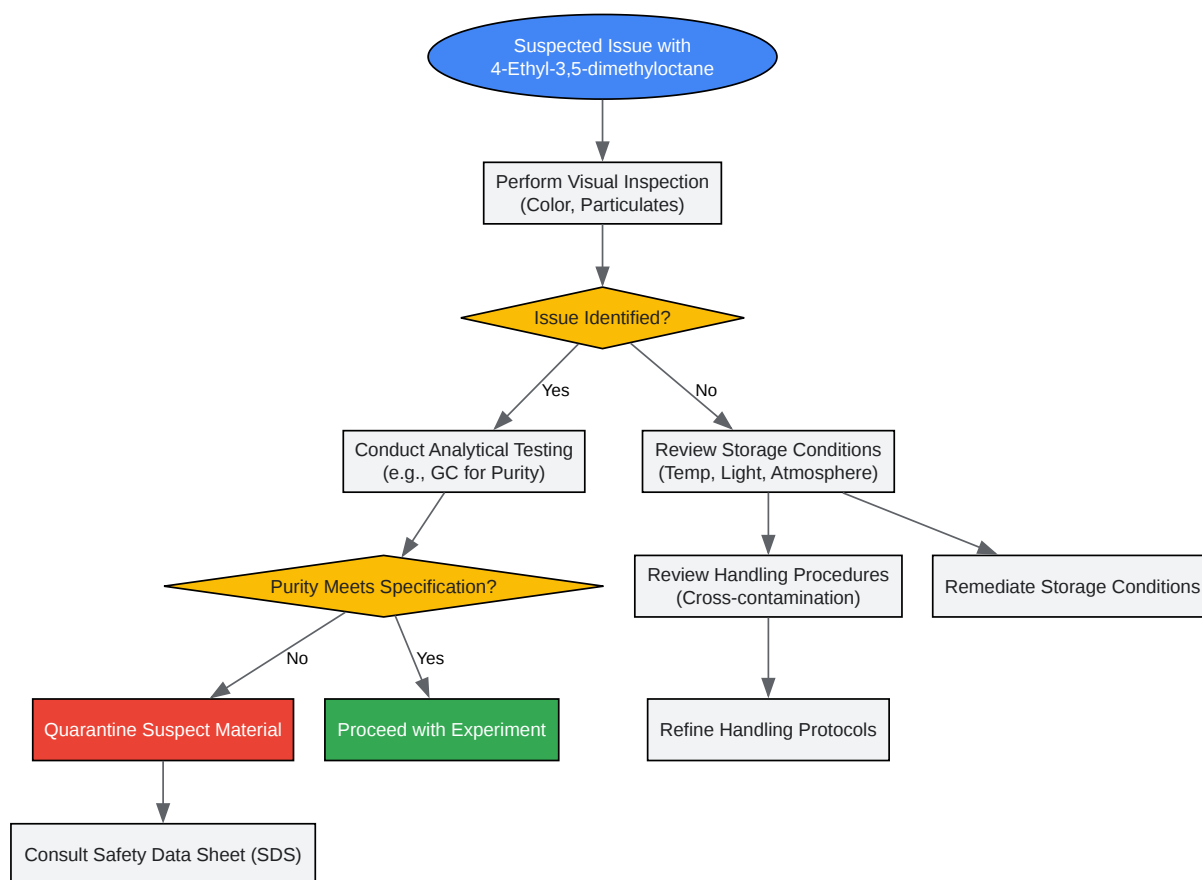 Suspected Issue with
4-Ethyl-3,5-dimethyloctane
Perform Visual Inspection
(Color, Particulates)
Issue Identified?
Yes
No
Conduct Analytical Testing
(e.g., GC for Purity)
Review Storage Conditions
(Temp, Light, Atmosphere)
Purity Meets Specification?
Review Handling Procedures
(Cross-contamination)
Remediate Storage Conditions
No
Yes
Quarantine Suspect Material
Proceed with Experiment
Refine Handling Protocols
Consult Safety Data Sheet (SDS)